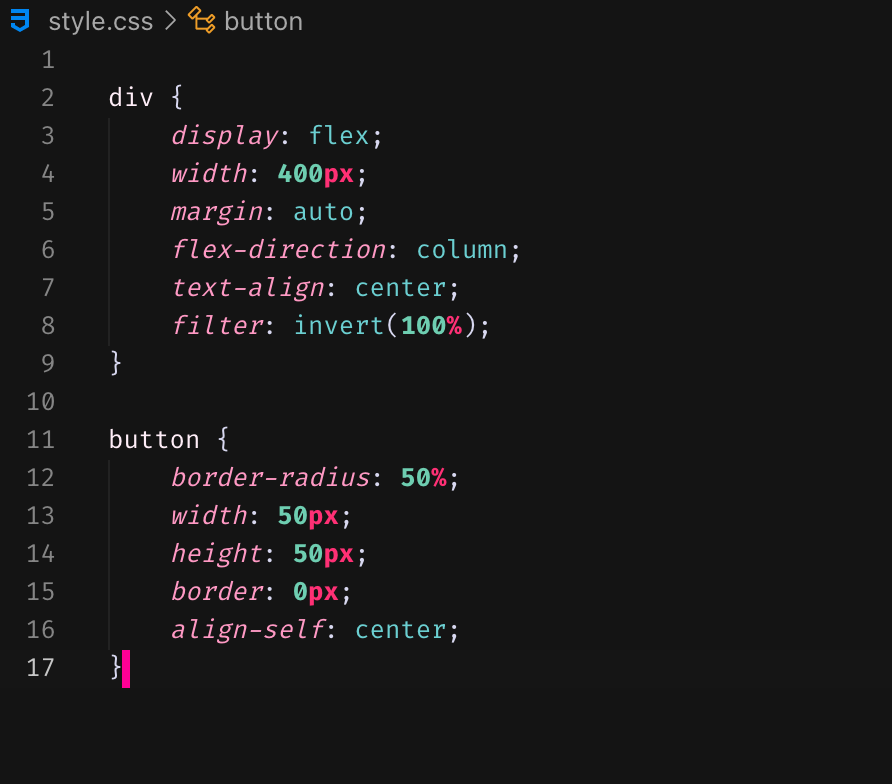 style.css > button
1
2 div {
3 display: flex;
4 width: 400px;
5 margin: auto;
6 flex-direction: column;
7 text-align: center;
8 filter: invert(100%);
9 }
10
11 button {
12 border-radius: 50%;
13 width: 50px;
14 height: 50px;
15 border: 0px;
16 align-self: center;
17 }